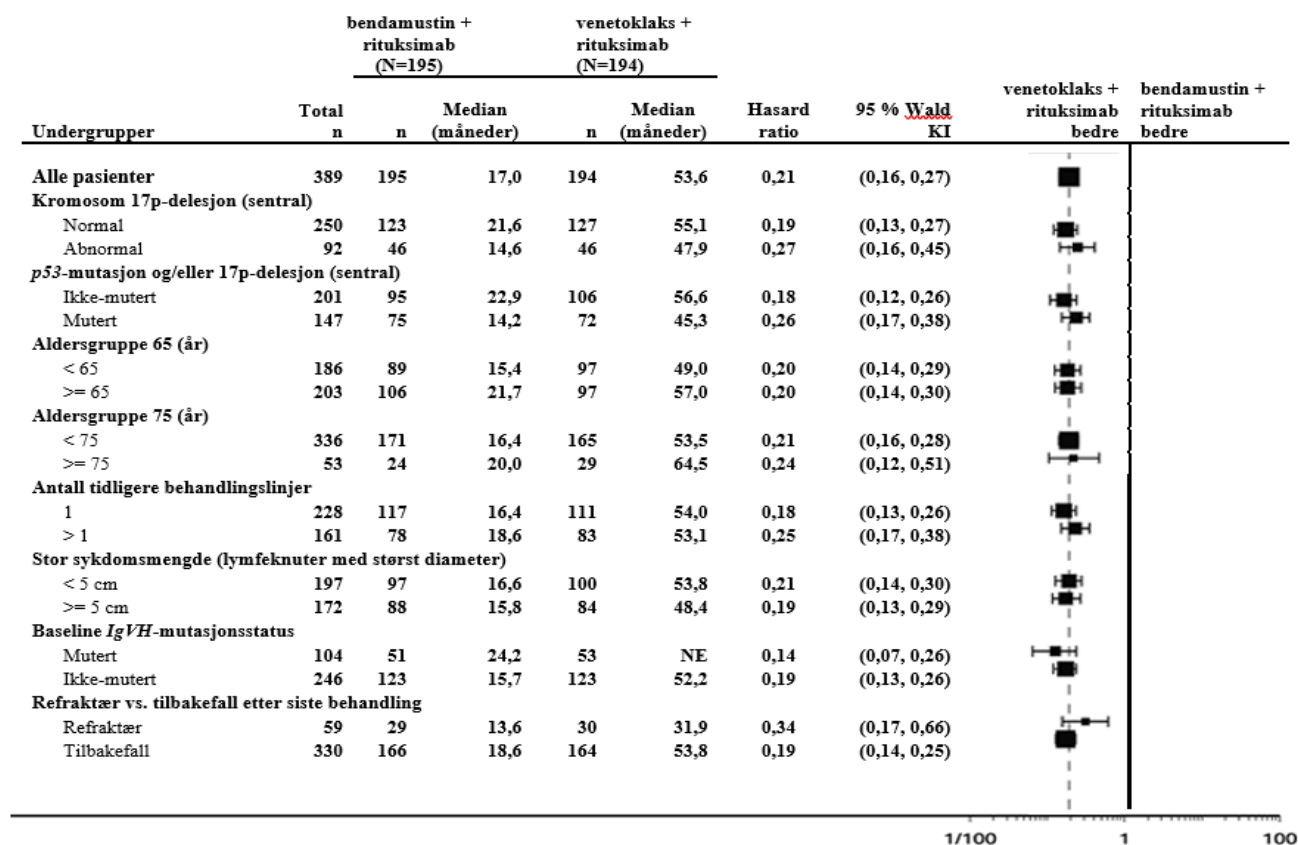 bendamustin + rituksimab (N=195) venetoklaks + rituksimab (N=194)
Undergrupper Total n n Median (måneder) n Median (måneder) Hasard ratio 95 % Wald KI venetoklaks + rituksimab bedre bendamustin + rituksimab bedre
Alle pasienter 389 195 17,0 194 53,6 0,21 (0,16, 0,27)
Kromosom 17p-delesjon (sentral)
Normal 250 123 21,6 127 55,1 0,19 (0,13, 0,27)
Abnormal 92 46 14,6 46 47,9 0,27 (0,16, 0,45)
p53-mutasjon og/eller 17p-delesjon (sentral)
Ikke-mutert 201 95 22,9 106 56,6 0,18 (0,12, 0,26)
Mutert 147 75 14,2 72 45,3 0,26 (0,17, 0,38)
Aldersgruppe 65 (år)
< 65 186 89 15,4 97 49,0 0,20 (0,14, 0,29)
>= 65 203 106 21,7 97 57,0 0,20 (0,14, 0,30)
Aldersgruppe 75 (år)
< 75 336 171 16,4 165 53,5 0,21 (0,16, 0,28)
>= 75 53 24 20,0 29 64,5 0,24 (0,12, 0,51)
Antall tidligere behandlingslinjer
1 228 117 16,4 111 54,0 0,18 (0,13, 0,26)
> 1 161 78 18,6 83 53,1 0,25 (0,17, 0,38)
Stor sykdomsmengde (lymfeknuter med størst diameter)
< 5 cm 197 97 16,6 100 53,8 0,21 (0,14, 0,30)
>= 5 cm 172 88 15,8 84 48,4 0,19 (0,13, 0,29)
Baseline IgVH-mutasjonsstatus
Mutert 104 51 24,2 53 NE 0,14 (0,07, 0,26)
Ikke-mutert 246 123 15,7 123 52,2 0,19 (0,13, 0,26)
Refraktær vs. tilbakefall etter siste behandling
Refraktær 59 29 13,6 30 31,9 0,34 (0,17, 0,66)
Tilbakefall 330 166 18,6 164 53,8 0,19 (0,14, 0,25)
1/100 1 100